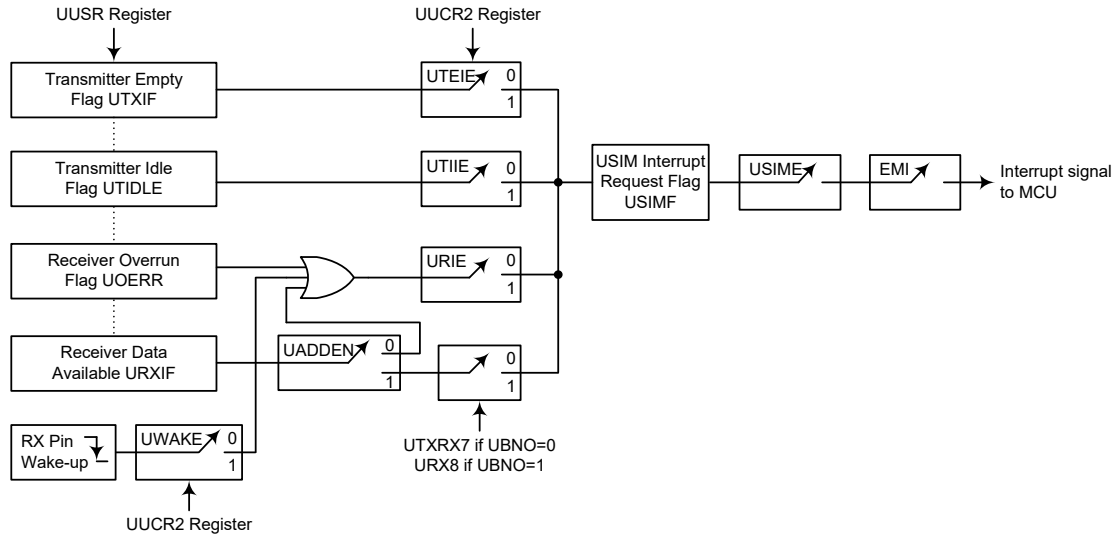 UUSR Register
UUCR2 Register
Transmitter Empty
Flag UTXIF
UTEIE
0
1
Transmitter Idle
Flag UTIDLE
UTIIE
0
1
USIM Interrupt
Request Flag
USIMF
USIME
EMI
Interrupt signal
to MCU
Receiver Overrun
Flag UOERR
URIE
0
1
Receiver Data
Available URXIF
UADDEN
0
1
0
1
RX Pin
Wake-up
UWAKE
0
1
UTXRX7 if UBNO=0
URX8 if UBNO=1
UUCR2 Register